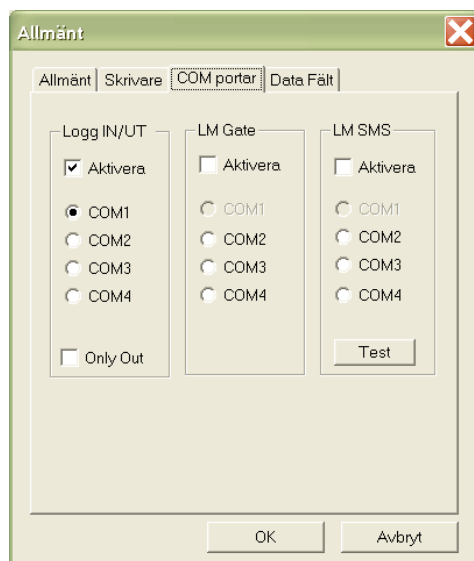 Allmänt
Allmänt Skrivare COM portar Data Fält
Logg IN/UT
Aktivera
COM1
COM2
COM3
COM4
Only Out
LM Gate
Aktivera
COM1
COM2
COM3
COM4
LM SMS
Aktivera
COM1
COM2
COM3
COM4
Test
OK Avbryt